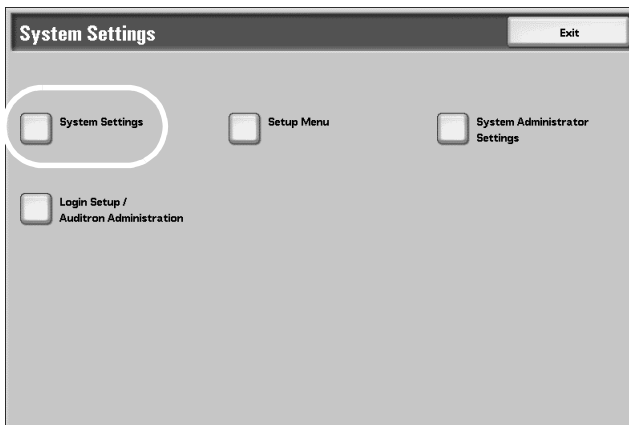 System Settings
Exit
System Settings
Setup Menu
System Administrator
Settings
Login Setup /
Auditron Administration